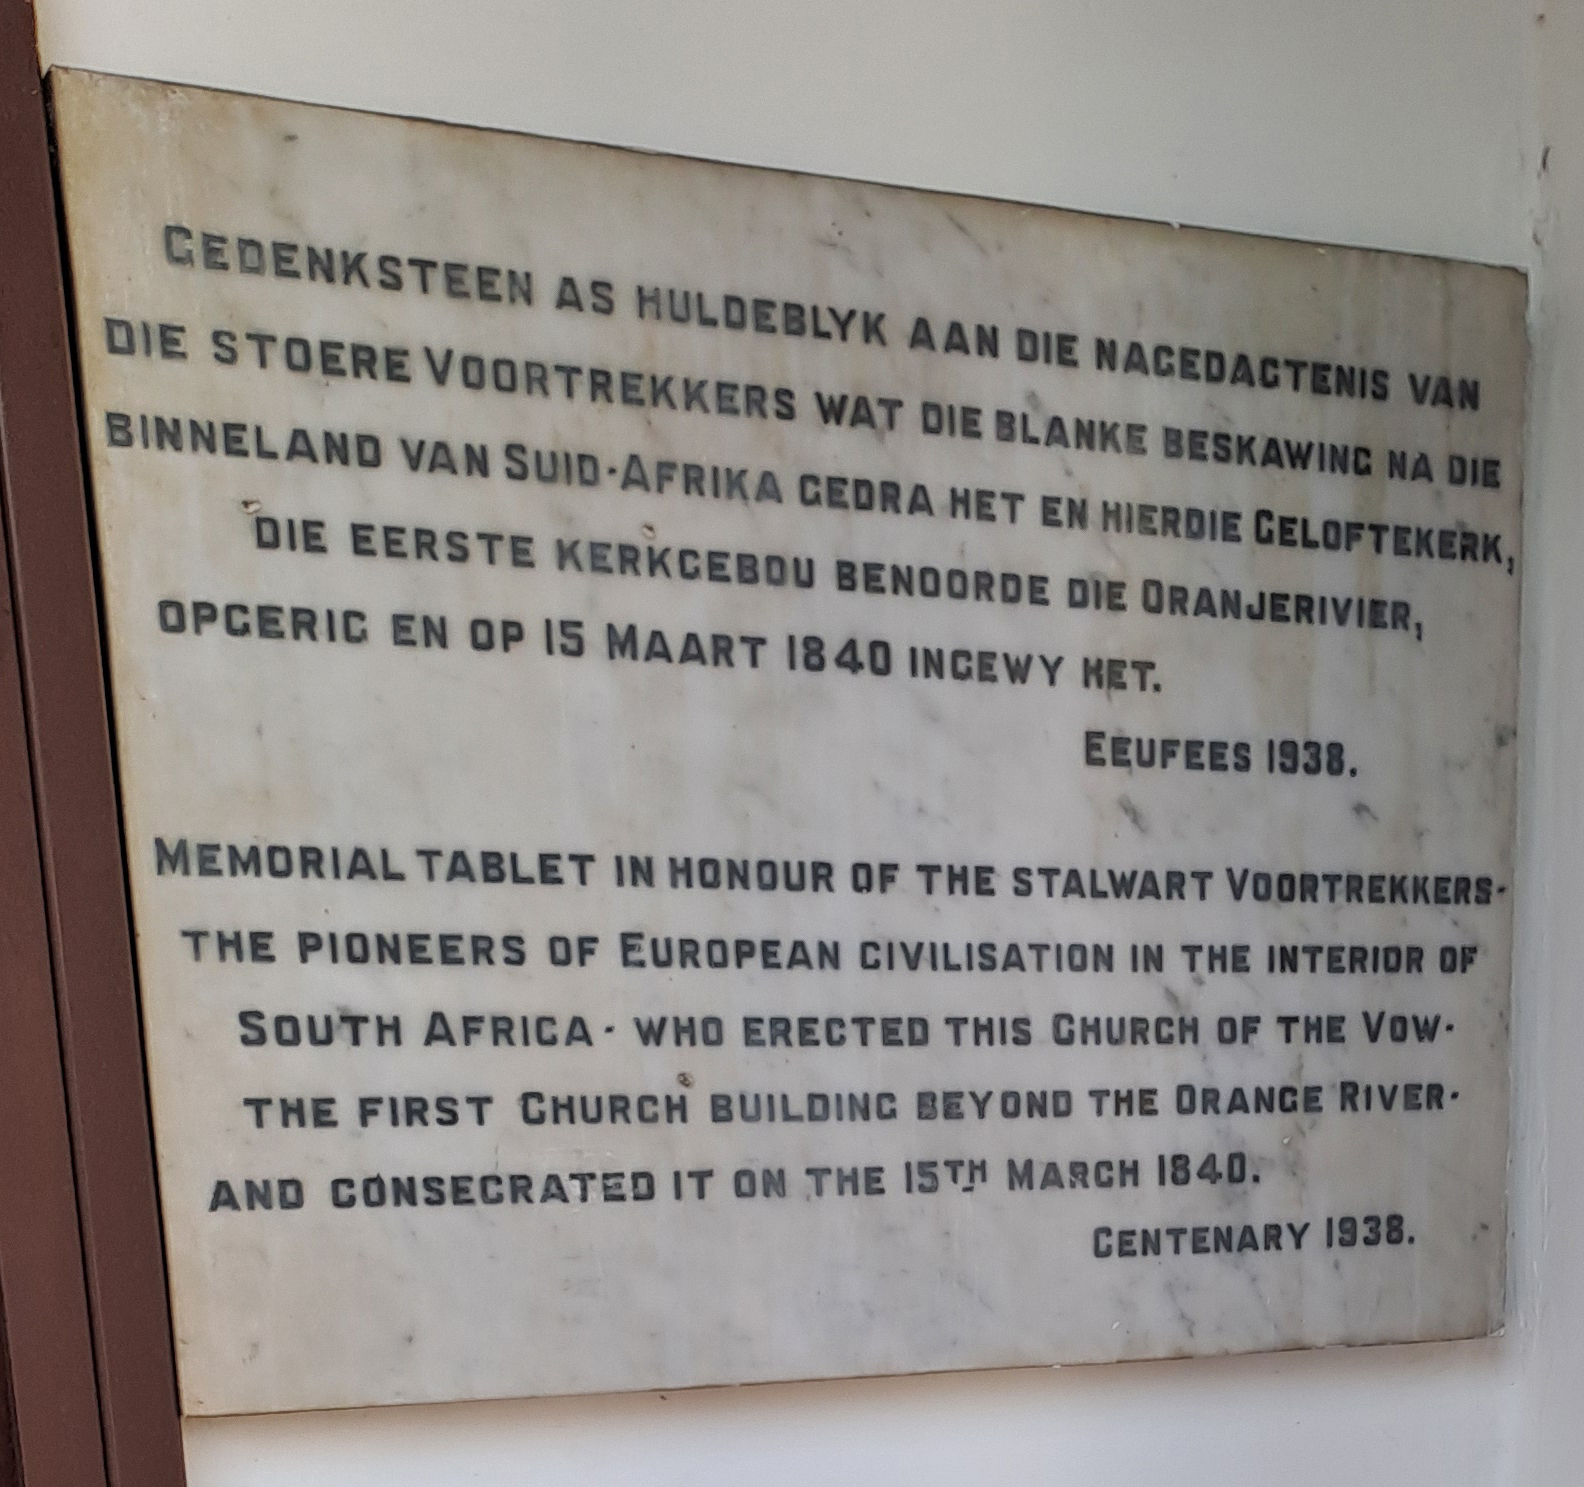 GEDENKSTEEN AS HULDEBLYK AAN DIE NAGEDAGTENIS VAN
DIE STOERE VOORTREKKERS WAT DIE BLANKE BESKAWING NA DIE
BINNELAND VAN SUID-AFRIKA GEDRA HET EN HIERDIE GELOFTEKERK,
DIE EERSTE KERKGEBOU BENOORDE DIE ORANJERIVIER,
OPGERIG EN OP 15 MAART 1840 INGEWY HET.
EEUFEES 1938.
MEMORIAL TABLET IN HONOUR OF THE STALWART VOORTREKKERS-
THE PIONEERS OF EUROPEAN CIVILISATION IN THE INTERIOR OF
SOUTH AFRICA - WHO ERECTED THIS CHURCH OF THE VOW-
THE FIRST CHURCH BUILDING BEYOND THE ORANGE RIVER-
AND CONSECRATED IT ON THE 15TH MARCH 1840.
CENTENARY 1938.